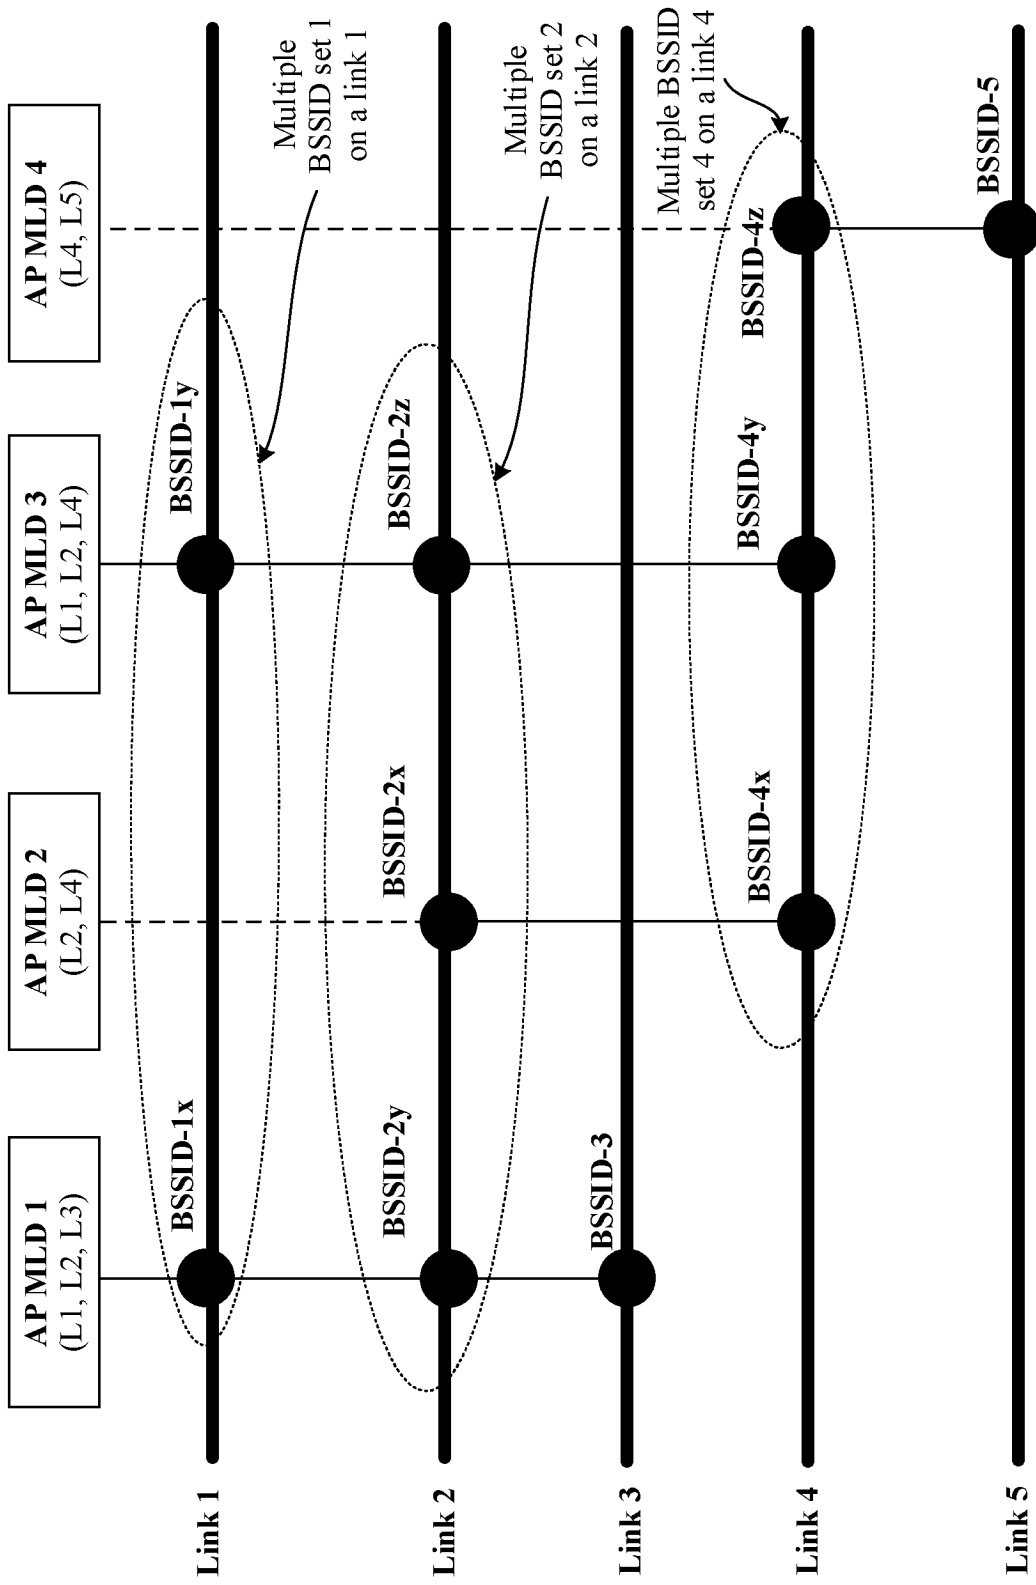 AP MLD 1
(L1, L2, L3)
AP MLD 2
(L2, L4)
AP MLD 3
(L1, L2, L4)
AP MLD 4
(L4, L5)
Link 1
BSSID-1x
BSSID-1y
Multiple
BSSID set 1
on a link 1
Link 2
BSSID-2y
BSSID-2x
BSSID-2z
Multiple
BSSID set 2
on a link 2
Link 3
BSSID-3
Link 4
BSSID-4x
BSSID-4y
BSSID-4z
Multiple BSSID
set 4 on a link 4
Link 5
BSSID-5